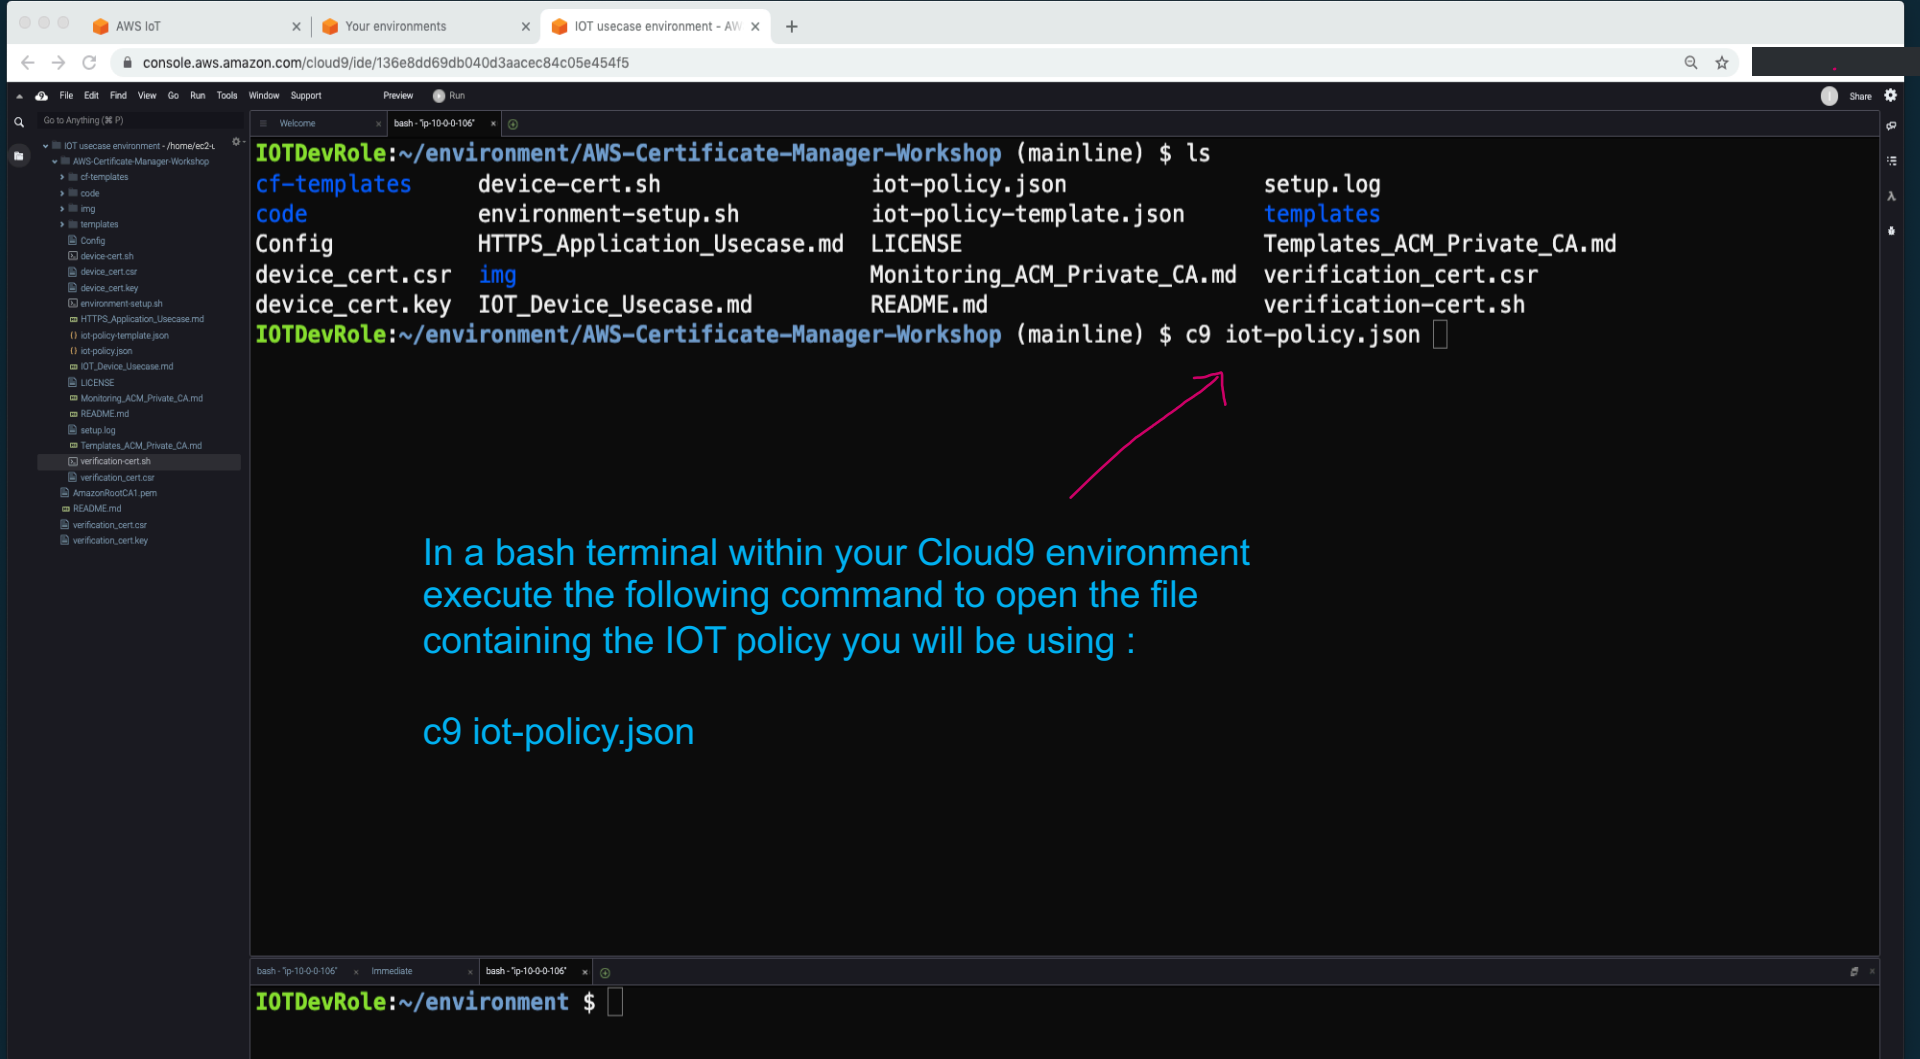 AWS IoT
Your environments
IOT usecase environment - AW
console.aws.amazon.com/cloud9/ide/136e8dd69db040d3aacec84c05e454f5
File Edit Find View Go Run Tools Window Support Preview Run Share
Go to Anything (⌘ P)
Welcome
bash - "ip-10-0-0-106"
IOT usecase environment - /home/ec2-u
AWS-Certificate-Manager-Workshop
cf-templates
code
img
templates
Config
device-cert.sh
device_cert.csr
device_cert.key
environment-setup.sh
HTTPS_Application_Usecase.md
iot-policy-template.json
iot-policy.json
IOT_Device_Usecase.md
LICENSE
Monitoring_ACM_Private_CA.md
README.md
setup.log
Templates_ACM_Private_CA.md
verification-cert.sh
verification_cert.csr
AmazonRootCA1.pem
README.md
verification_cert.csr
verification_cert.key
IOTDevRole:~/environment/AWS-Certificate-Manager-Workshop (mainline) $ ls
cf-templates device-cert.sh iot-policy.json setup.log
code environment-setup.sh iot-policy-template.json templates
Config HTTPS_Application_Usecase.md LICENSE Templates_ACM_Private_CA.md
device_cert.csr img Monitoring_ACM_Private_CA.md verification_cert.csr
device_cert.key IOT_Device_Usecase.md README.md verification-cert.sh
IOTDevRole:~/environment/AWS-Certificate-Manager-Workshop (mainline) $ c9 iot-policy.json
In a bash terminal within your Cloud9 environment
execute the following command to open the file
containing the IOT policy you will be using :
c9 iot-policy.json
bash - "ip-10-0-0-106" Immediate bash - "ip-10-0-0-106"
IOTDevRole:~/environment $